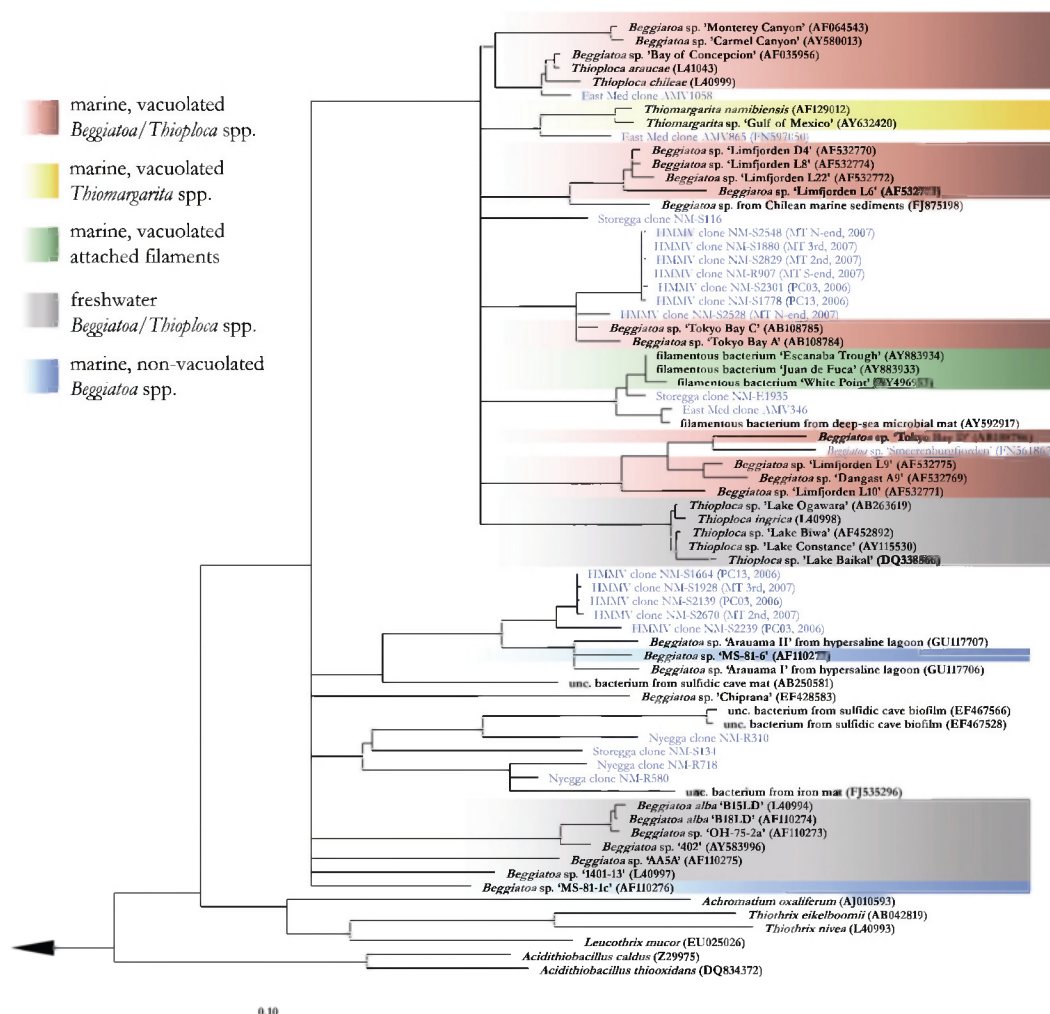 marine, vacuolated
Beggiatoa/Thioploca spp.
marine, vacuolated
Thiomargarita spp.
marine, vacuolated
attached filaments
freshwater
Beggiatoa/Thioploca spp.
marine, non-vacuolated
Beggiatoa spp.
Beggiatoa sp. 'Monterey Canyon' (AF064543)
Beggiatoa sp. 'Carmel Canyon' (AY580013)
Beggiatoa sp. 'Bay of Concepcion' (AF035956)
Thioploca araucae (L41043)
Thioploca chileae (L40999)
East Med clone AMV1058
Thiomargarita namibiensis (AF129012)
Thiomargarita sp. 'Gulf of Mexico' (AY632420)
East Med clone AMV865 (FN597850)
Beggiatoa sp. 'Limfjorden D4' (AF532770)
Beggiatoa sp. 'Limfjorden L8' (AF532774)
Beggiatoa sp. 'Limfjorden L22' (AF532772)
Beggiatoa sp. 'Limfjorden L6'
Beggiatoa sp. from Chilean marine sediments (FJ875198)
Storegga clone NM-S116
HMMV clone NM-S2548 (MT N-end, 2007)
HMMV clone NM-S1880 (MT 3rd, 2007)
HMMV clone NM-S2829 (MT 2nd, 2007)
HMMV clone NM-R907 (MT S-end, 2007)
HMMV clone NM-S2301 (PC03, 2006)
HMMV clone NM-S1778 (PC13, 2006)
HMMV clone NM-S2528 (MT N-end, 2007)
Beggiatoa sp. 'Tokyo Bay C' (AB108785)
Beggiatoa sp. 'Tokyo Bay A' (AB108784)
filamentous bacterium 'Escanaba Trough' (AY883934)
filamentous bacterium 'Juan de Fuca' (AY883933)
filamentous bacterium 'White Point'
Storegga clone NM-E1935
East Med clone AMV346
filamentous bacterium from deep-sea microbial mat (AY592917)
Beggiatoa sp. 'Tokyo Bay
Beggiatoa sp. 'Smeerenburgfjorden'
Beggiatoa sp. 'Limfjorden L9' (AF532775)
Beggiatoa sp. 'Dangast A9' (AF532769)
Beggiatoa sp. 'Limfjorden L10' (AF532771)
Thioploca sp. 'Lake Ogawara' (AB263619)
Thioploca ingrica (L40998)
Thioploca sp. 'Lake Biwa' (AF452892)
Thioploca sp. 'Lake Constance' (AY115530)
Thioploca sp. 'Lake Baikal'
HMMV clone NM-S1664 (PC13, 2006)
HMMV clone NM-S1928 (MT 3rd, 2007)
HMMV clone NM-S2139 (PC03, 2006)
HMMV clone NM-S2670 (MT 2nd, 2007)
HMMV clone NM-S2239 (PC03, 2006)
Beggiatoa sp. 'Arauama II' from hypersaline lagoon (GU117707)
Beggiatoa sp. 'MS-81-6'
Beggiatoa sp. 'Arauama I' from hypersaline lagoon (GU117706)
unc. bacterium from sulfidic cave mat (AB250581)
Beggiatoa sp. 'Chiprana' (EF428583)
unc. bacterium from sulfidic cave biofilm (EF467566)
unc. bacterium from sulfidic cave biofilm (EF467528)
Nyegga clone NM-R310
Storegga clone NM-S134
Nyegga clone NM-R718
Nyegga clone NM-R580
unc. bacterium from iron mat (FJ535296)
Beggiatoa alba 'B15LD' (L40994)
Beggiatoa alba 'B18LD' (AF110274)
Beggiatoa sp. 'OH-75-2a' (AF110273)
Beggiatoa sp. '402' (AY583996)
Beggiatoa sp. 'AA5A' (AF110275)
Beggiatoa sp. '1401-13' (L40997)
Beggiatoa sp. 'MS-81-1c' (AF110276)
Achromatium oxaliferum (AJ010593)
Thiothrix eikelboomii (AB042819)
Thiothrix nivea (L40993)
Leucothrix mucor (EU025026)
Acidithiobacillus caldus (Z29975)
Acidithiobacillus thiooxidans (DQ834372)
0.10